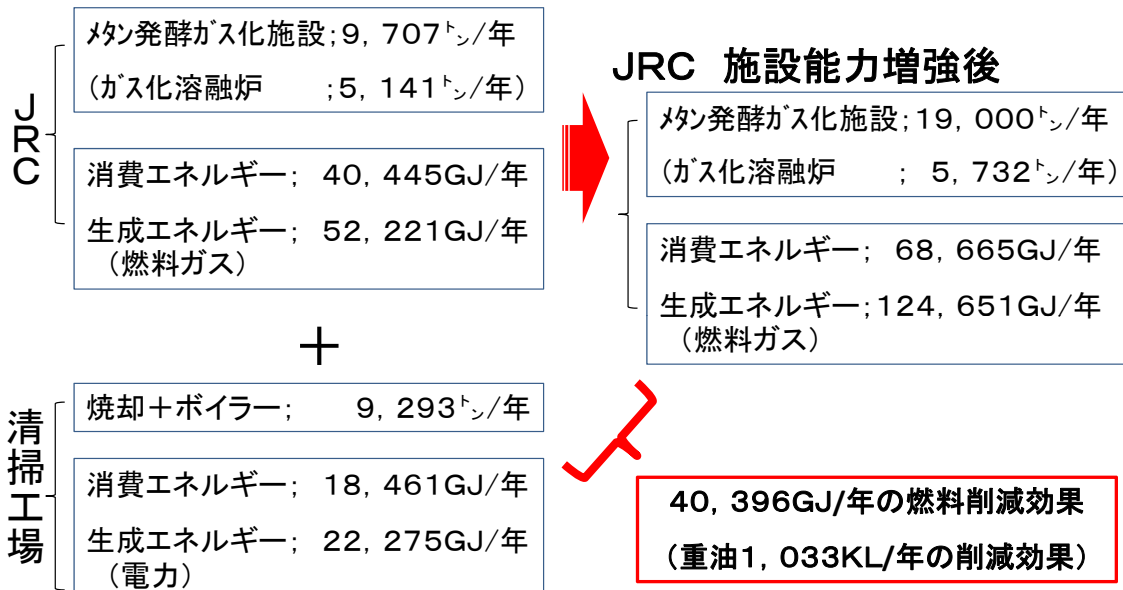 JRC
メタン発酵ガス化施設;9,707トン/年
(ガス化溶融炉 ;5,141トン/年)
消費エネルギー; 40,445GJ/年
生成エネルギー; 52,221GJ/年
(燃料ガス)
+
清掃工場
焼却+ボイラー; 9,293トン/年
消費エネルギー; 18,461GJ/年
生成エネルギー; 22,275GJ/年
(電力)
JRC 施設能力増強後
メタン発酵ガス化施設;19,000トン/年
(ガス化溶融炉 ; 5,732トン/年)
消費エネルギー; 68,665GJ/年
生成エネルギー;124,651GJ/年
(燃料ガス)
40,396GJ/年の燃料削減効果
(重油1,033KL/年の削減効果)